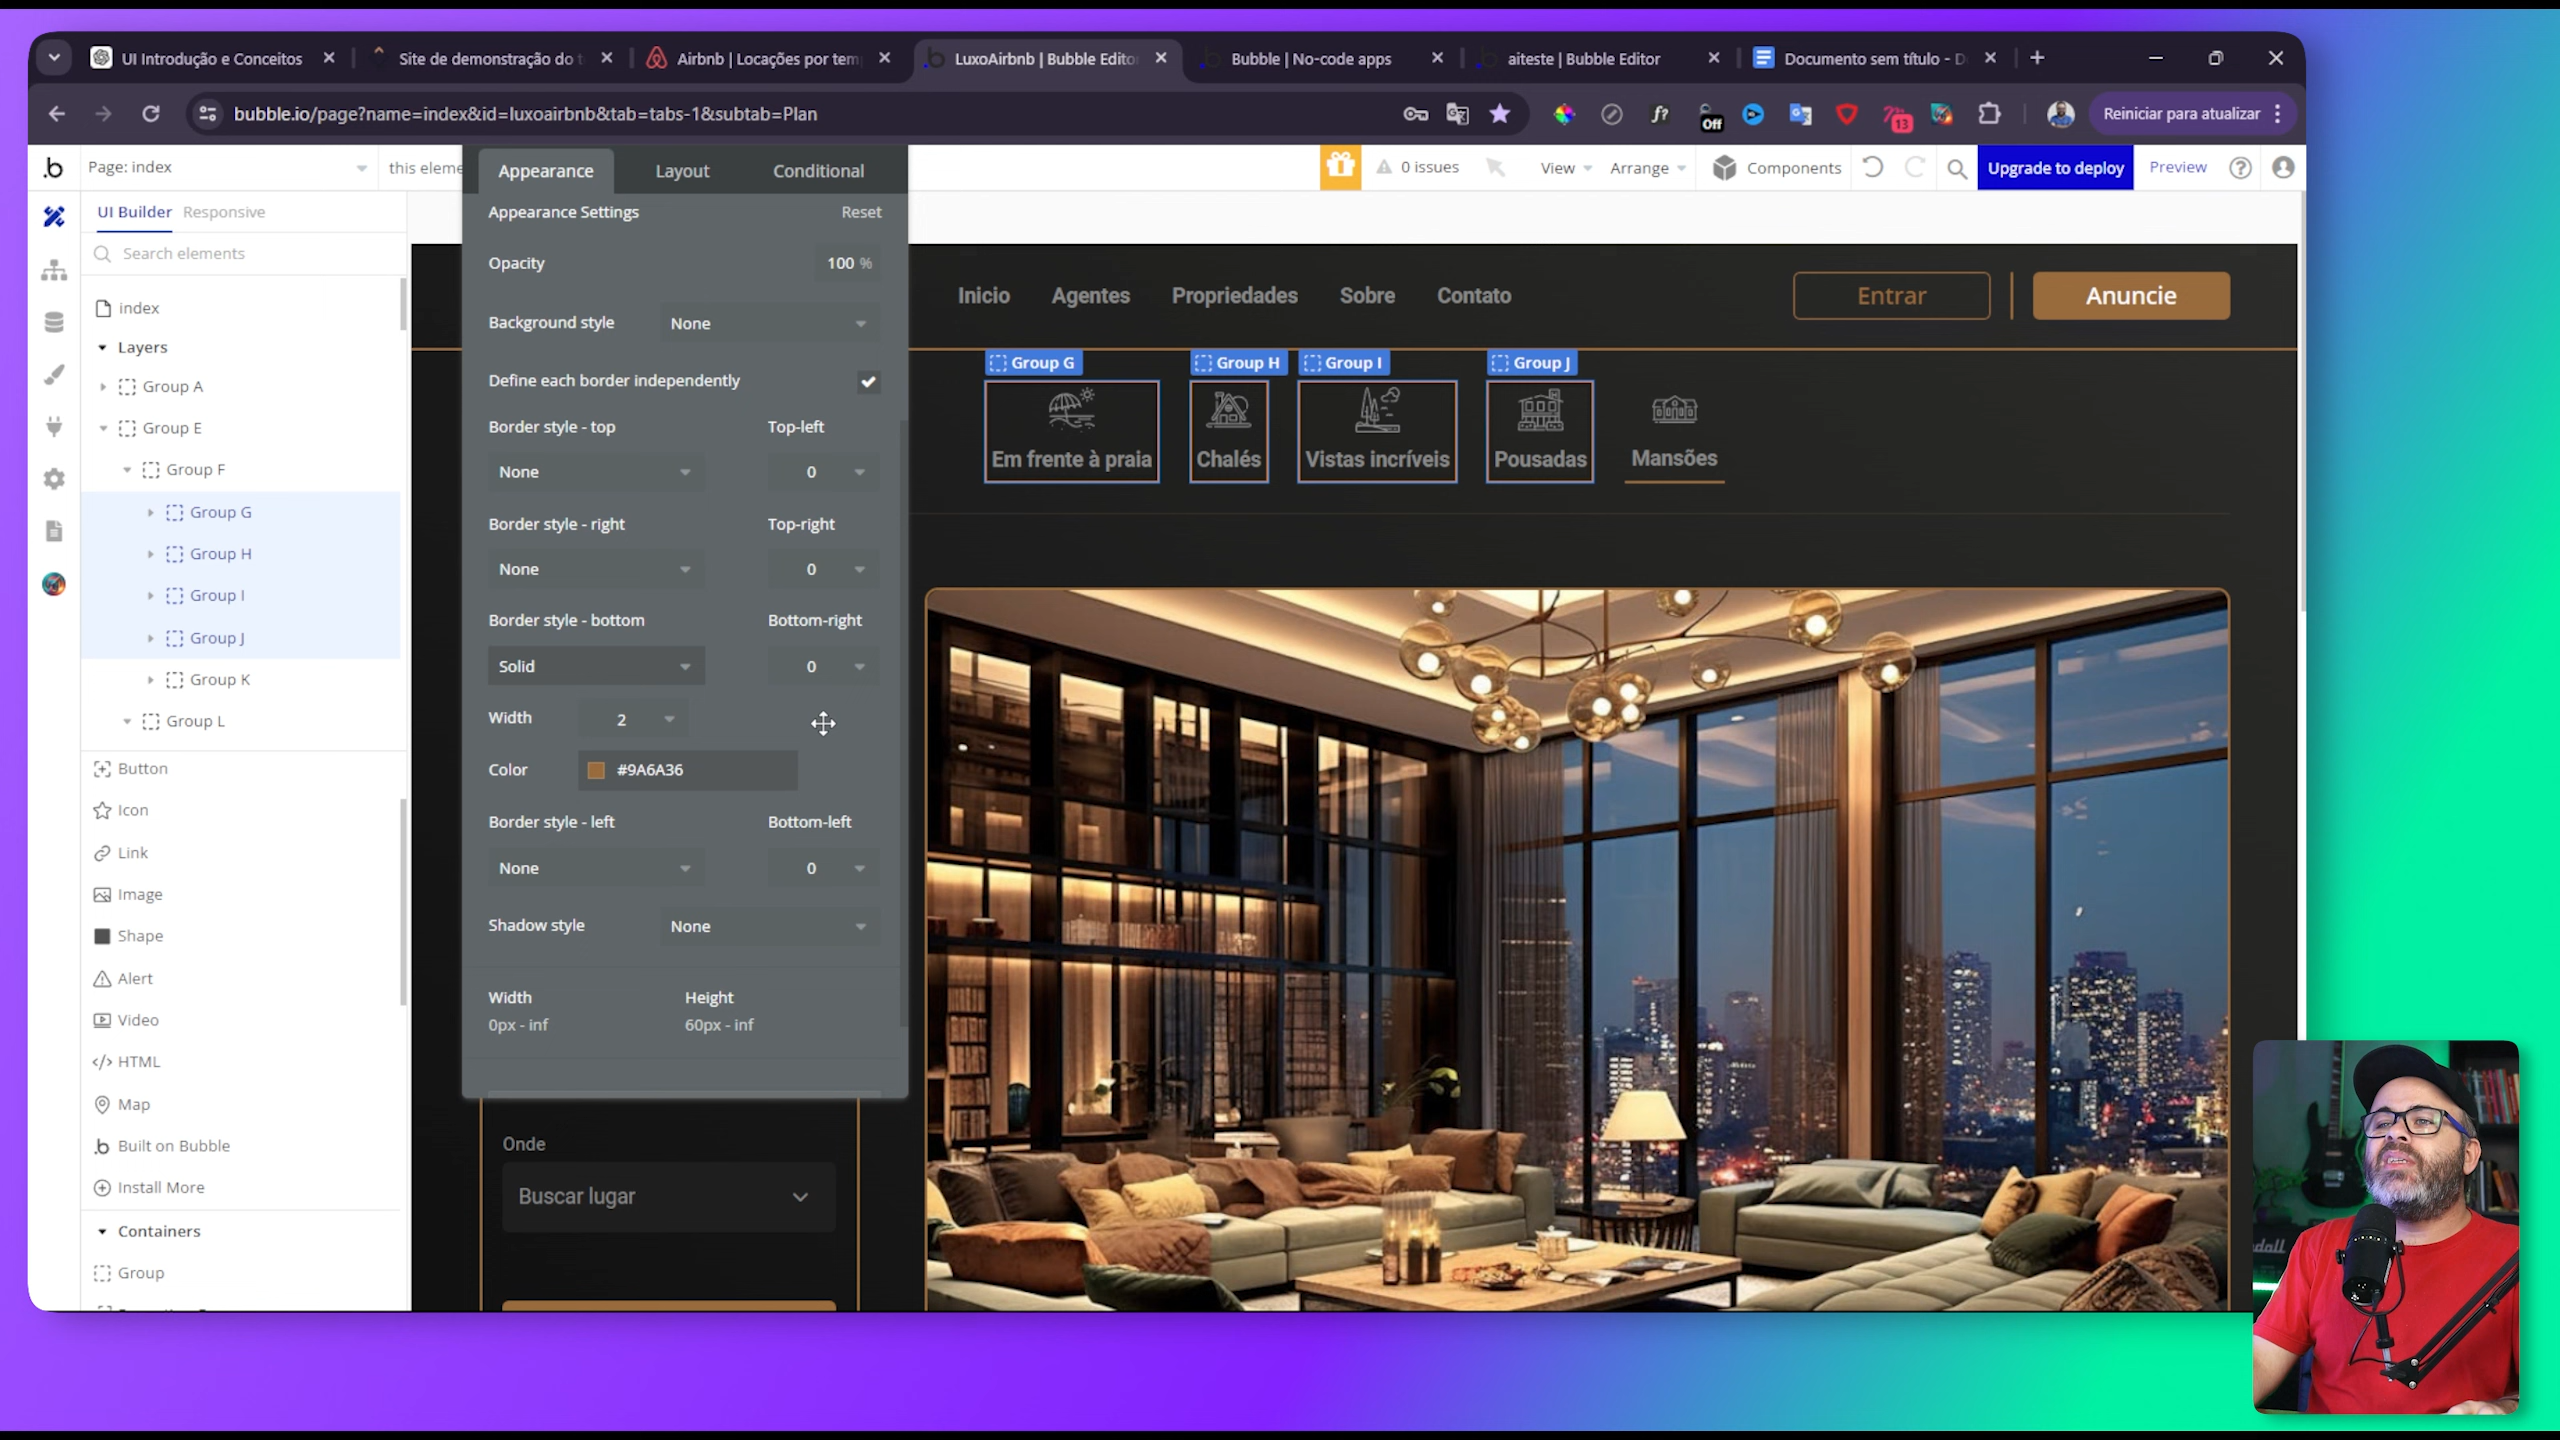 UI Introdução e Conceitos
Site de demonstração do t
Airbnb | Locações por tem
LuxoAirbnb | Bubble Edito
Bubble | No-code apps
aiteste | Bubble Editor
Documento sem título - D
bubble.io/page?name=index&id=luxoairbnb&tab=tabs-1&subtab=Plan
f?
Off
13
Reiniciar para atualizar
.b
Page: index
this eleme
Appearance
Layout
Conditional
0 issues
View
Arrange
Components
Upgrade to deploy
Preview
UI Builder
Responsive
Search elements
index
Layers
Group A
Group E
Group F
Group G
Group H
Group I
Group J
Group K
Group L
Button
Icon
Link
Image
Shape
Alert
Video
</> HTML
Map
.b Built on Bubble
Install More
Containers
Group
Appearance Settings
Reset
Opacity
100 %
Background style
None
Define each border independently
Border style - top
Top-left
None
0
Border style - right
Top-right
None
0
Border style - bottom
Bottom-right
Solid
0
Width
2
Color
#9A6A36
Border style - left
Bottom-left
None
0
Shadow style
None
Width
Height
0px - inf
60px - inf
Inicio
Agentes
Propriedades
Sobre
Contato
Entrar
Anuncie
Group G
Group H
Group I
Group J
Em frente à praia
Chalés
Vistas incríveis
Pousadas
Mansões
Onde
Buscar lugar